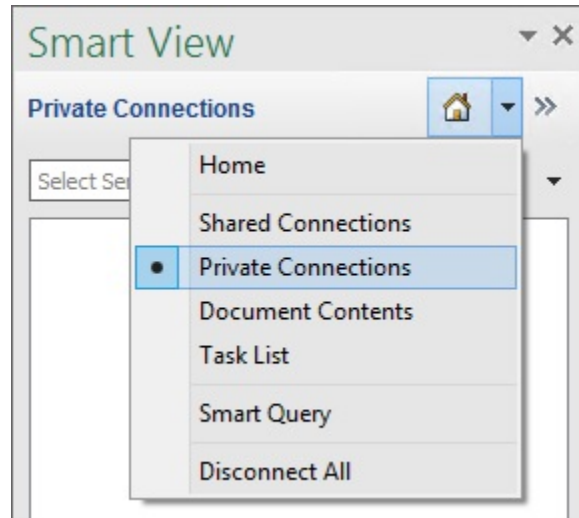 Smart View
Private Connections
Select Ser
Home
Shared Connections
Private Connections
Document Contents
Task List
Smart Query
Disconnect All